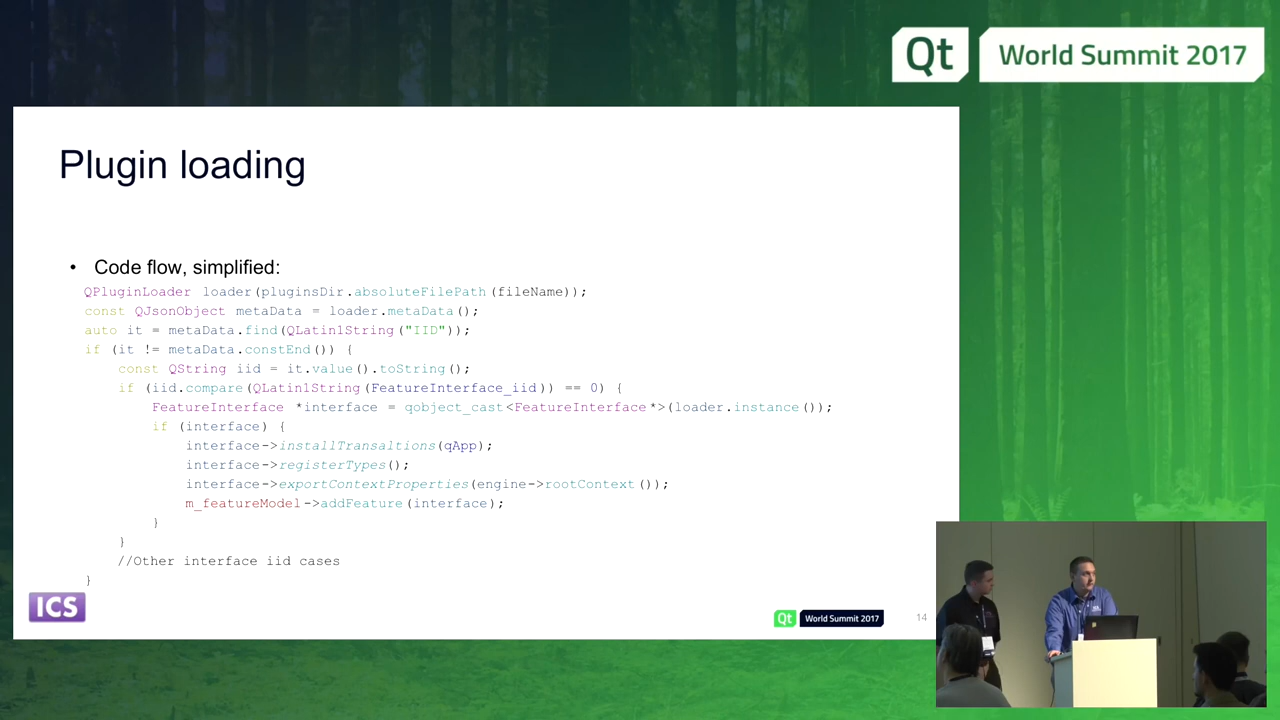 Qt World Summit 2017
Plugin loading
• Code flow, simplified:
QPluginLoader loader(pluginsDir.absoluteFilePath(fileName));
const QJsonObject metaData = loader.metaData();
auto it = metaData.find(QLatin1String("IID"));
if (it != metaData.constEnd()) {
const QString iid = it.value().toString();
if (iid.compare(QLatin1String(FeatureInterface_iid)) == 0) {
FeatureInterface *interface = qobject_cast<FeatureInterface*>(loader.instance());
if (interface) {
interface->installTransaltions(qApp);
interface->registerTypes();
interface->exportContextProperties(engine->rootContext());
m_featureModel->addFeature(interface);
}
}
//Other interface iid cases
}
ICS
Qt World Summit 2017
14